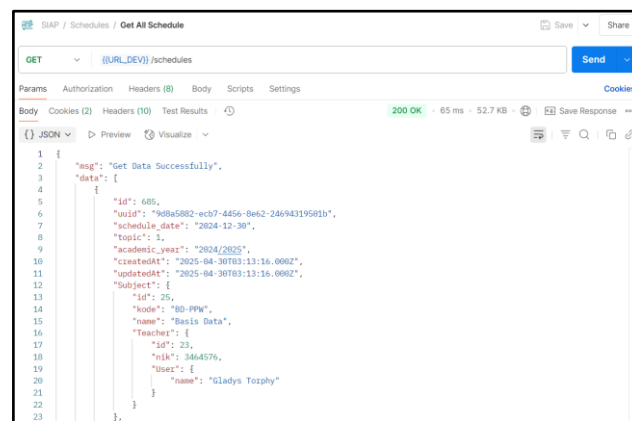 SIAP / Schedules / Get All Schedule Save Share
GET {{URL_DEV}} /schedules Send
Params Authorization Headers (8) Body Scripts Settings Cookies
Body Cookies (2) Headers (10) Test Results 200 OK • 65 ms • 52.7 KB • Save Response
{} JSON Preview Visualize
1 {
2 "msg": "Get Data Successfully",
3 "data": [
4 {
5 "id": 685,
6 "uuid": "9d8a5882-ecb7-4456-8e62-24694319501b",
7 "schedule_date": "2024-12-30",
8 "topic": 1,
9 "academic_year": "2024/2025",
10 "createdAt": "2025-04-30T03:13:16.000Z",
11 "updatedAt": "2025-04-30T03:13:16.000Z",
12 "Subject": {
13 "id": 25,
14 "kode": "BD-PPW",
15 "name": "Basis Data",
16 "Teacher": {
17 "id": 23,
18 "nik": 3464576,
19 "User": {
20 "name": "Gladys Torphy"
21 }
22 }
23 },